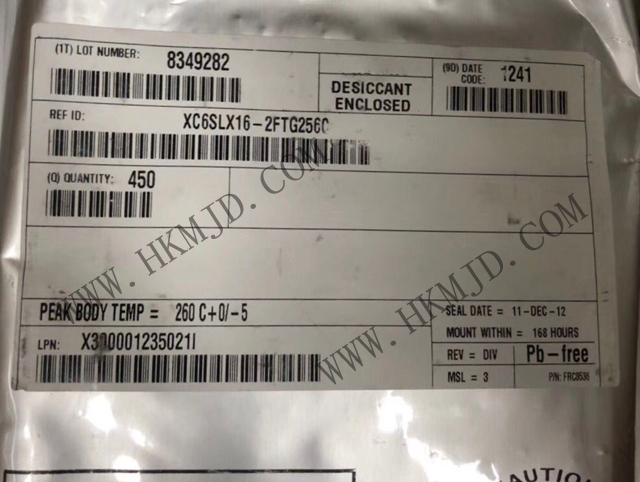 (1T) LOT NUMBER: 8349282
DESICCANT
ENCLOSED
(9D) DATE
CODE: 1241
REF ID: XC6SLX16-2FTG256C
(Q) QUANTITY: 450
WWW.HKMJD.COM
WWW.HKMJD.COM
PEAK BODY TEMP = 260 C+0/-5
SEAL DATE = 11-DEC-12
MOUNT WITHIN = 168 HOURS
LPN:
REV = DIV
Pb-free
MSL = 3
P/N: